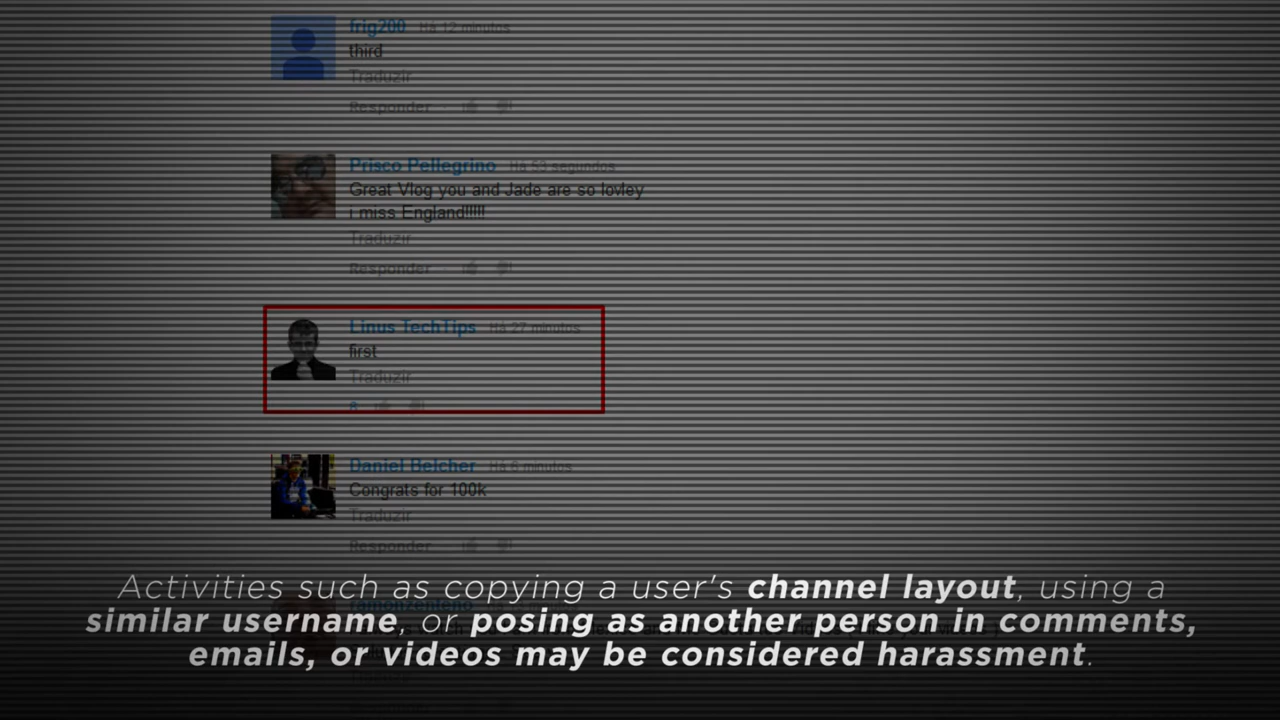 frig200 Há 12 minutos
third
Traduzir
Responder
Prisco Pellegrino Há 53 segundos
Great Vlog you and Jade are so lovley
i miss England!!!!!
Traduzir
Responder
Linus TechTips Há 27 minutos
first
Traduzir
8
Daniel Belcher Há 6 minutos
Congrats for 100k
Traduzir
Responder
ramonzenteno
Activities such as copying a user's channel layout, using a
similar username, or posing as another person in comments,
emails, or videos may be considered harassment.